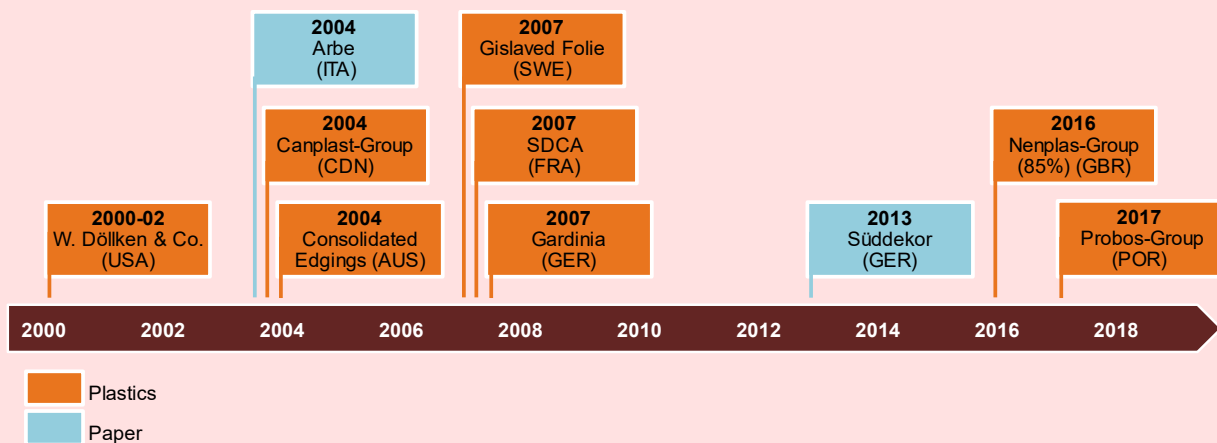 2004
Arbe
(ITA)
2007
Gislaved Folie
(SWE)
2004
Canplast-Group
(CDN)
2007
SDCA
(FRA)
2016
Nenplas-Group
(85%) (GBR)
2000-02
W. Döllken & Co.
(USA)
2004
Consolidated
Edgings (AUS)
2007
Gardinia
(GER)
2013
Süddekor
(GER)
2017
Probos-Group
(POR)
2000 2002 2004 2006 2008 2010 2012 2014 2016 2018
Plastics
Paper